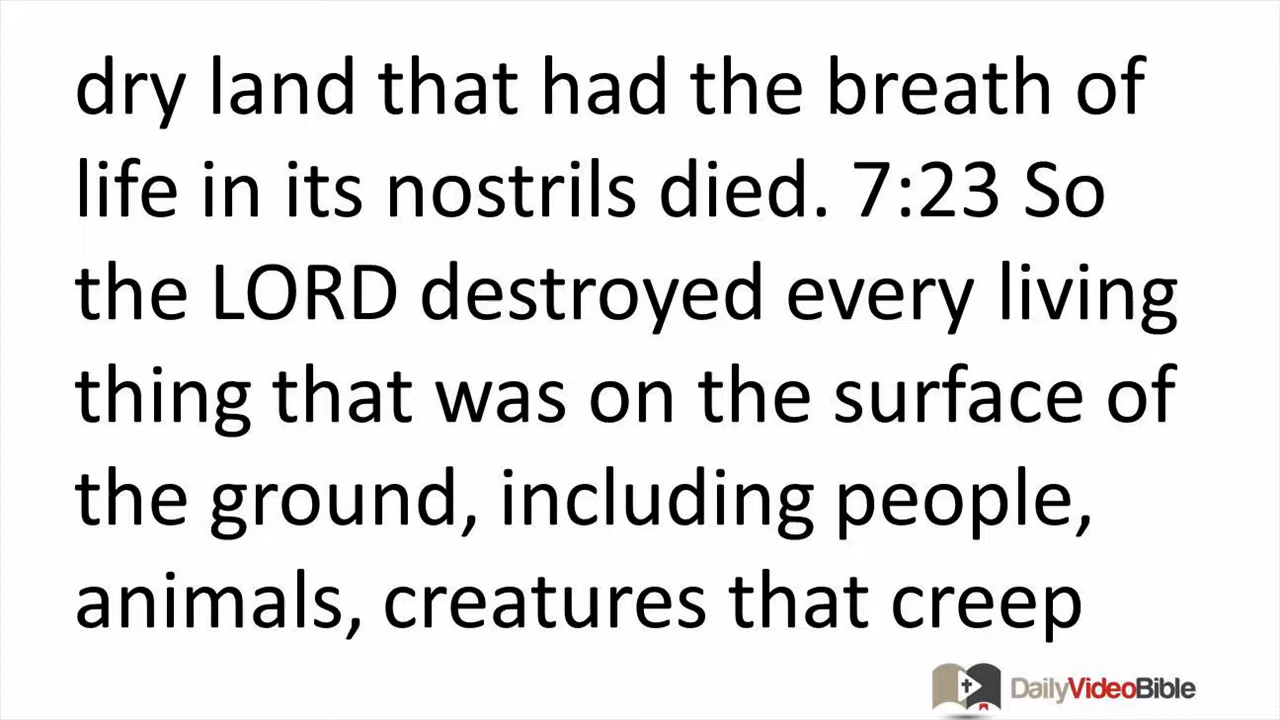 dry land that had the breath of
life in its nostrils died. 7:23 So
the LORD destroyed every living
thing that was on the surface of
the ground, including people,
animals, creatures that creep
DailyVideoBible